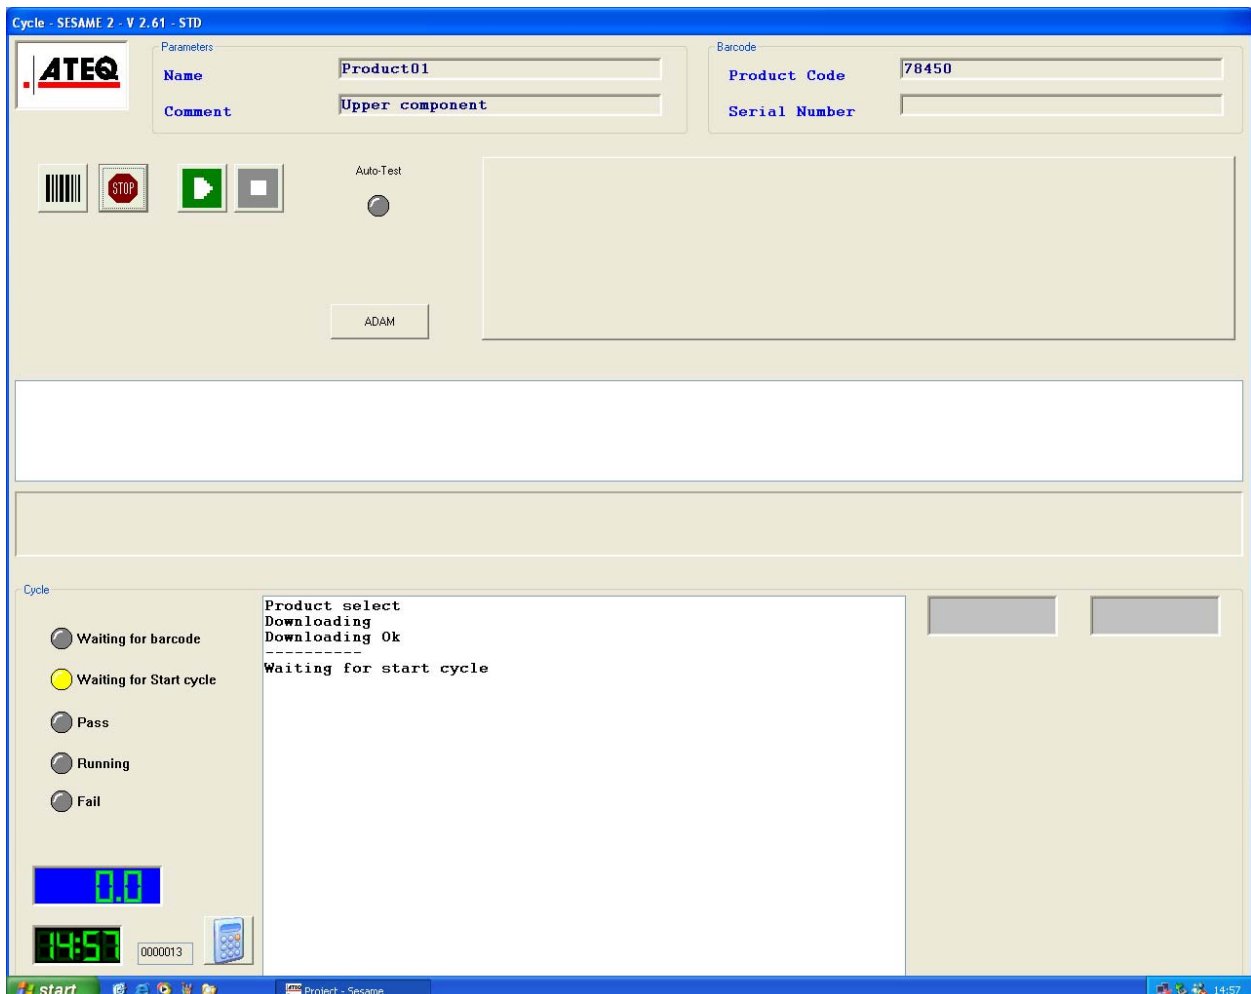 Cycle - SESAME 2 - V 2.61 - STD
ATEQ
Parameters
Name
Product01
Comment
Upper component
Barcode
Product Code
78450
Serial Number
STOP
Auto-Test
ADAM
Cycle
Waiting for barcode
Waiting for Start cycle
Pass
Running
Fail
Product select
Downloading
Downloading Ok
----------
Waiting for start cycle
0.0
14:57
0000013
start
Project - Sesame
14:57